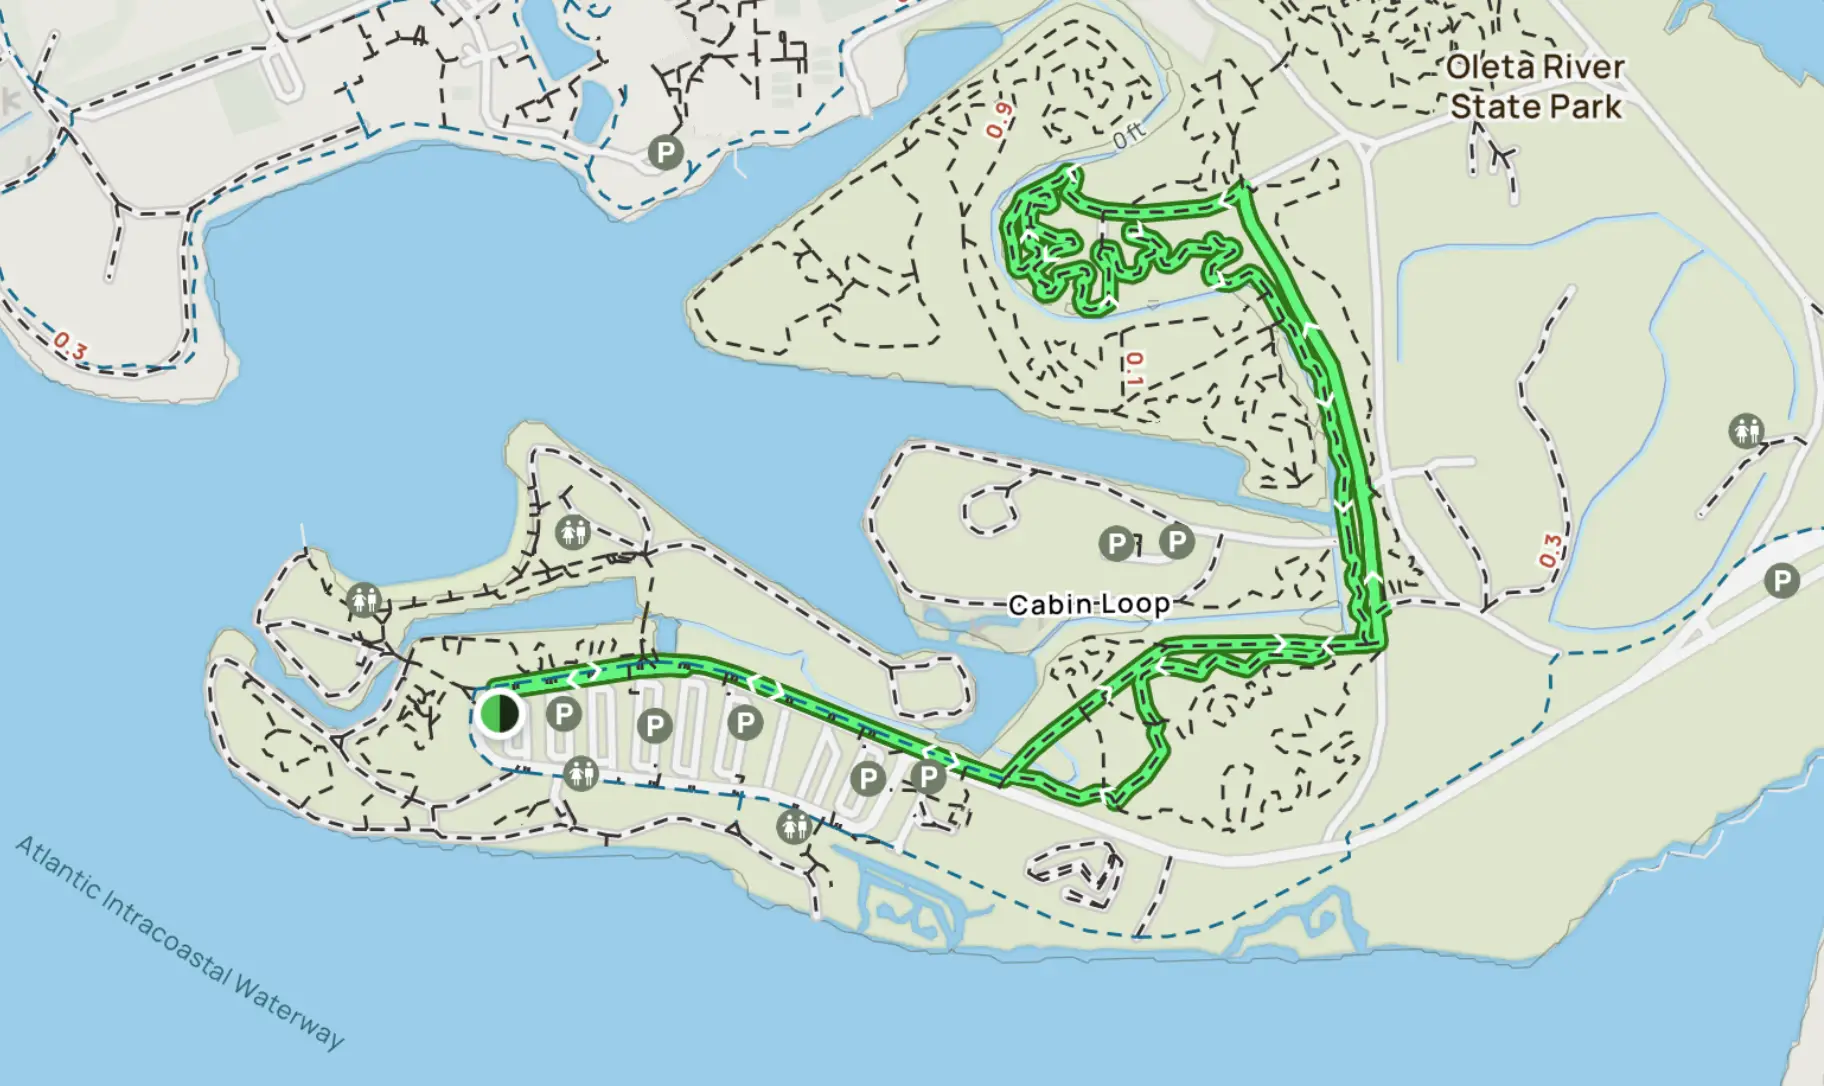 k
P
0.9
0 ft
Oleta River
State Park
0.3
0.1
P
P
0.3
P
Cabin Loop
P
P
P
P
P
Atlantic Intracoastal Waterway